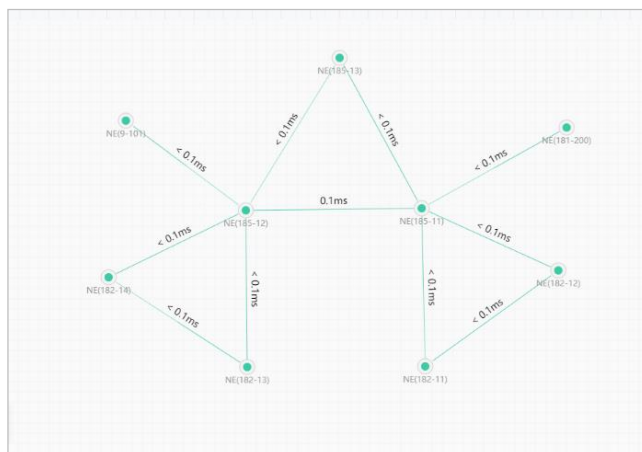 NE(185-13)
NE(9-101)
NE(181-200)
< 0.1ms
< 0.1ms
< 0.1ms
< 0.1ms
0.1ms
NE(185-12)
NE(185-11)
< 0.1ms
< 0.1ms
NE(182-14)
NE(182-12)
< 0.1ms
< 0.1ms
< 0.1ms
< 0.1ms
NE(182-13)
NE(182-11)